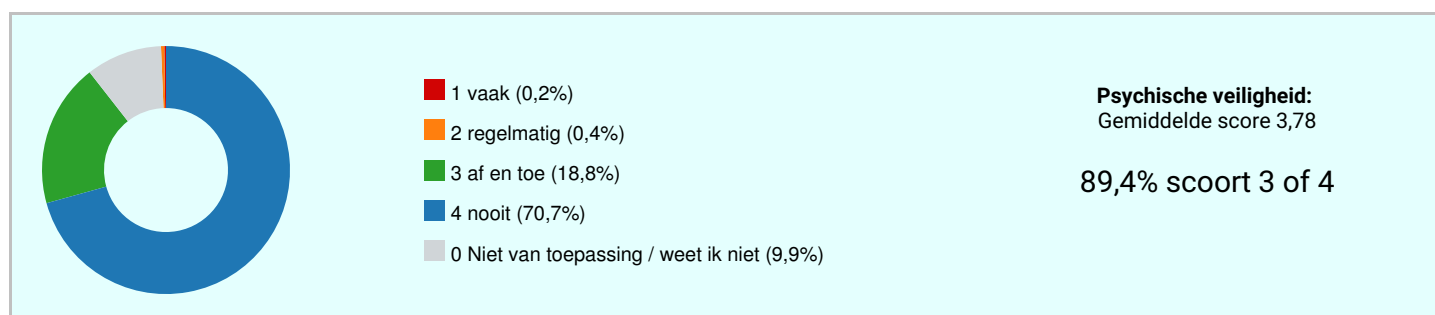 1 vaak (0,2%)
2 regelmatig (0,4%)
3 af en toe (18,8%)
4 nooit (70,7%)
0 Niet van toepassing / weet ik niet (9,9%)
Psychische veiligheid:
Gemiddelde score 3,78
89,4% scoort 3 of 4